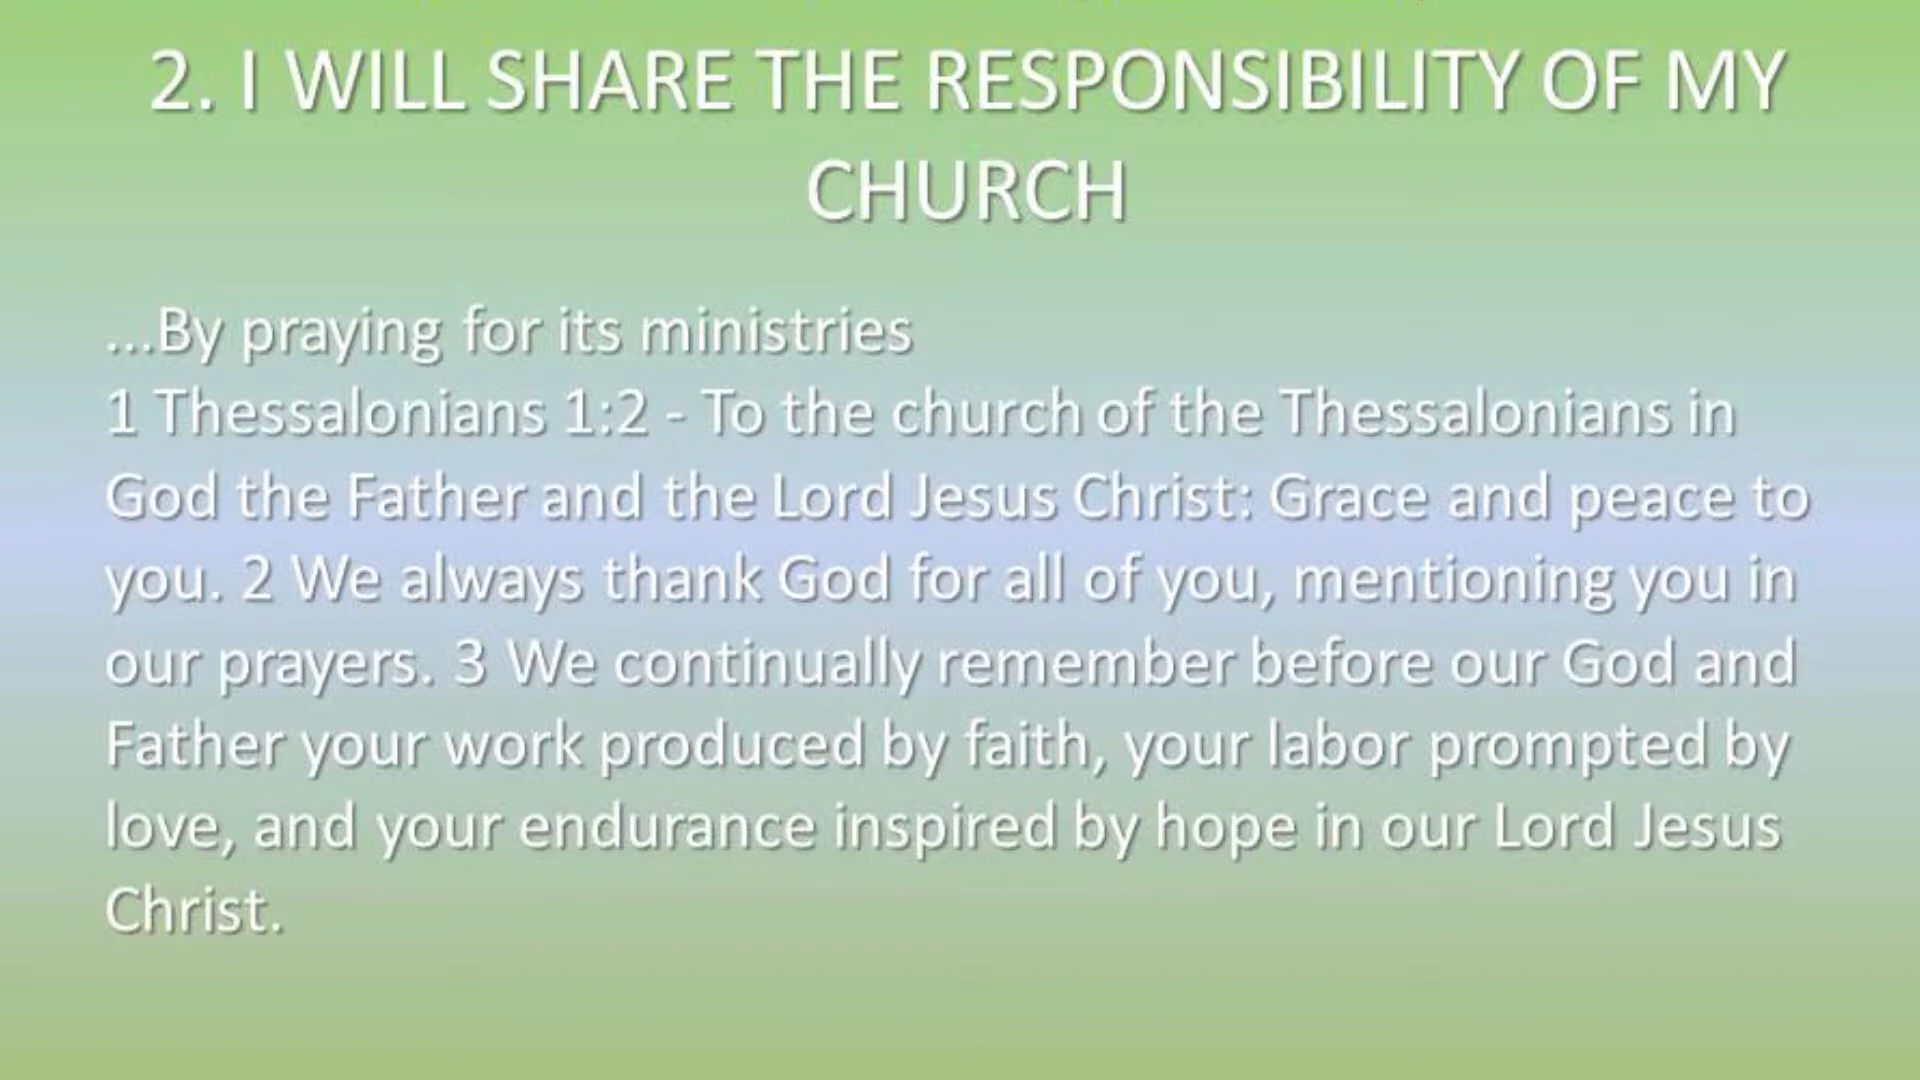 2. I WILL SHARE THE RESPONSIBILITY OF MY
CHURCH
...By praying for its ministries
1 Thessalonians 1:2 - To the church of the Thessalonians in
God the Father and the Lord Jesus Christ: Grace and peace to
you. 2 We always thank God for all of you, mentioning you in
our prayers. 3 We continually remember before our God and
Father your work produced by faith, your labor prompted by
love, and your endurance inspired by hope in our Lord Jesus
Christ.